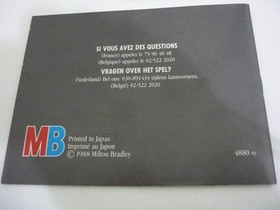 SI VOUS AVEZ DES QUESTIONS
(France) appelez le 79 96 48 48
(Belgique) appelez le 02/522 2020
VRAGEN OVER HET SPEL?
(Nederland) Bel ons: 030-891434 tijdens kantooruren.
(België) 02/522 2020
MB
Printed in Japan
Imprimé au Japon
© 1988 Milton Bradley
4880